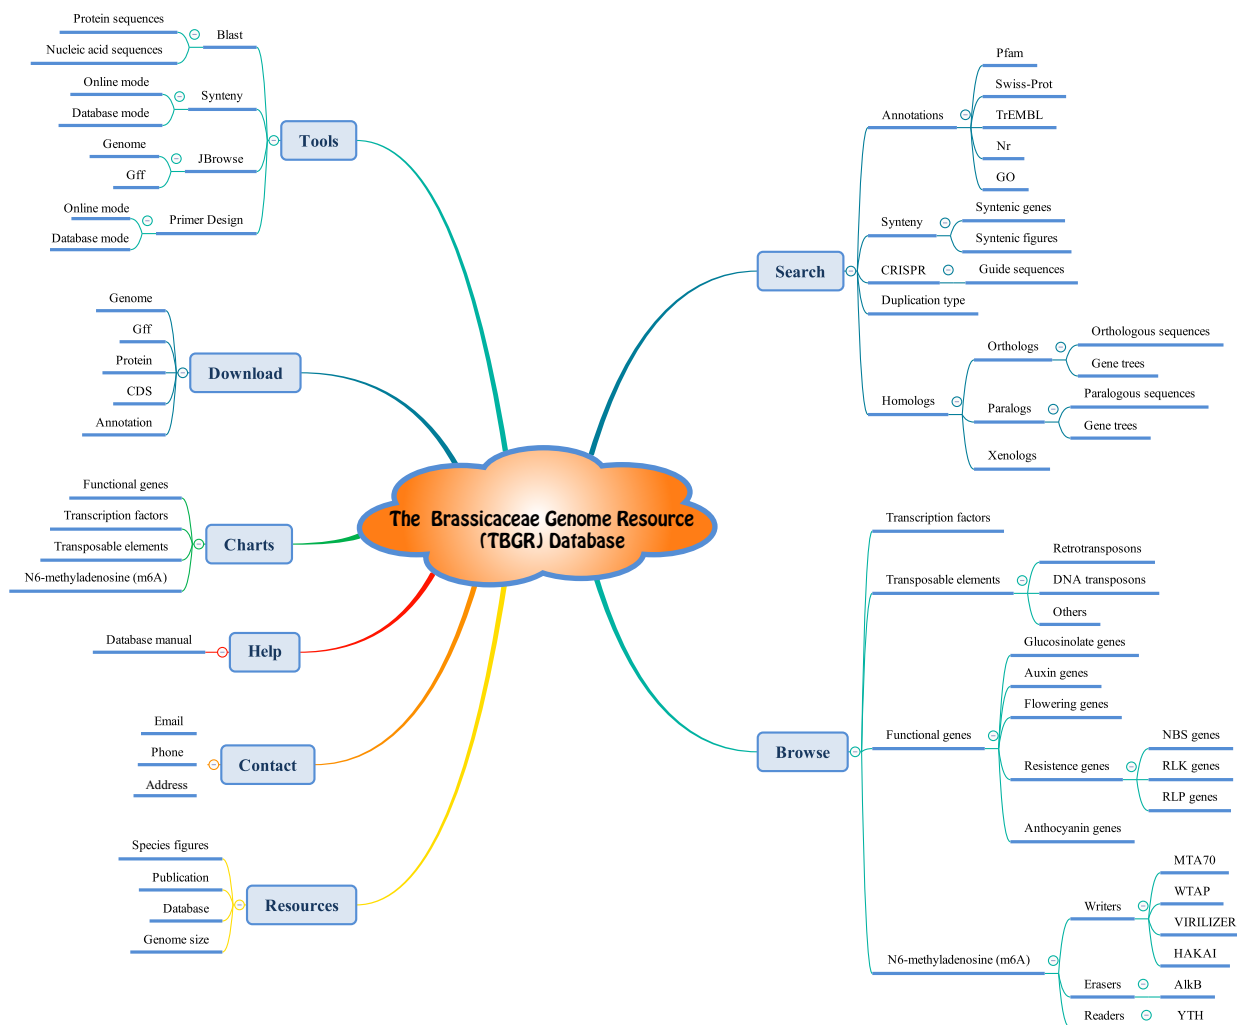 Protein sequences
Nucleic acid sequences
Blast
Online mode
Database mode
Synteny
Genome
Gff
JBrowse
Online mode
Database mode
Primer Design
Tools
Genome
Gff
Protein
CDS
Annotation
Download
Functional genes
Transcription factors
Transposable elements
N6-methyladenosine (m6A)
Charts
Database manual
Help
Email
Phone
Address
Contact
Species figures
Publication
Database
Genome size
Resources
The Brassicaceae Genome Resource
(TBGR) Database
Search
Annotations
Pfam
Swiss-Prot
TrEMBL
Nr
GO
Synteny
Syntenic genes
Syntenic figures
CRISPR
Guide sequences
Duplication type
Homologs
Orthologs
Orthologous sequences
Gene trees
Paralogs
Paralogous sequences
Gene trees
Xenologs
Browse
Transcription factors
Transposable elements
Retrotransposons
DNA transposons
Others
Functional genes
Glucosinolate genes
Auxin genes
Flowering genes
Resistence genes
NBS genes
RLK genes
RLP genes
Anthocyanin genes
N6-methyladenosine (m6A)
Writers
MTA70
WTAP
VIRILIZER
HAKAI
Erasers
AlkB
Readers
YTH